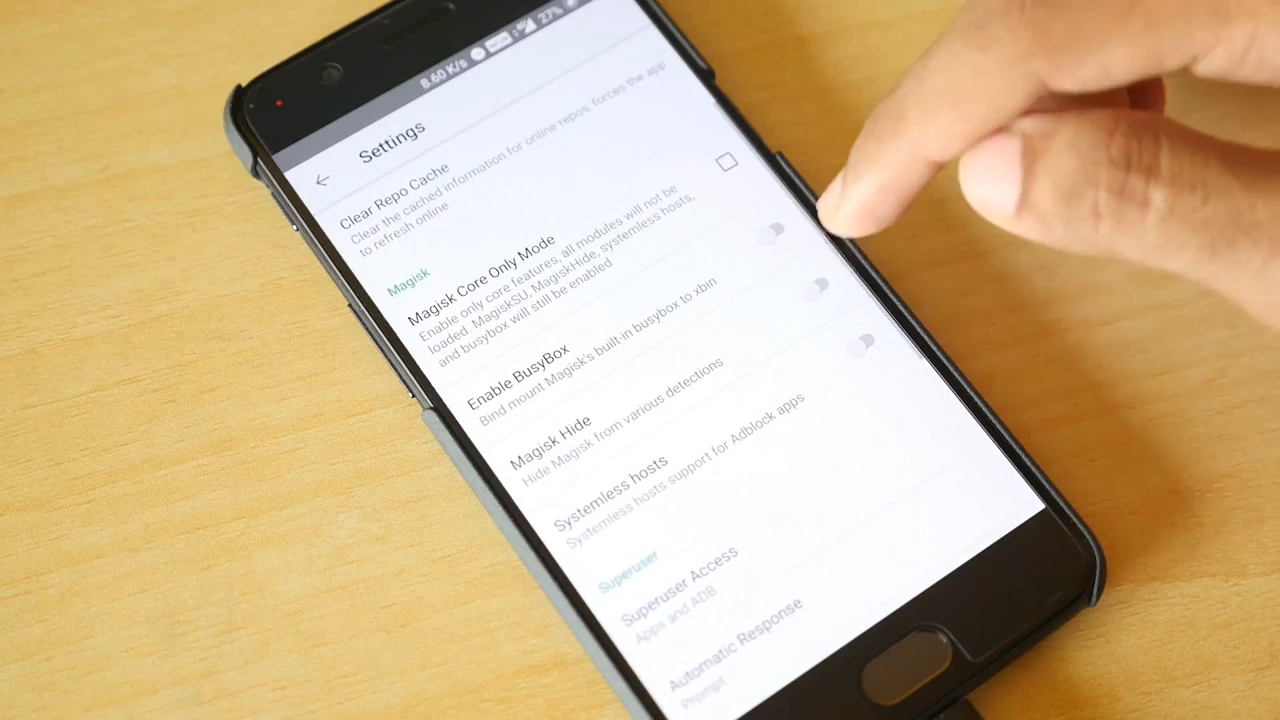 8.60 K/s
27%
Settings
Clear Repo Cache
Clear the cached information for online repos, forces the app
to refresh online
Magisk
Magisk Core Only Mode
Enable only core features, all modules will not be
loaded. MagiskSU, MagiskHide, systemless hosts,
and busybox will still be enabled
Enable BusyBox
Bind mount Magisk's built-in busybox to xbin
Magisk Hide
Hide Magisk from various detections
Systemless hosts
Systemless hosts support for Adblock apps
Superuser
Superuser Access
Apps and ADB
Automatic Response
Prompt